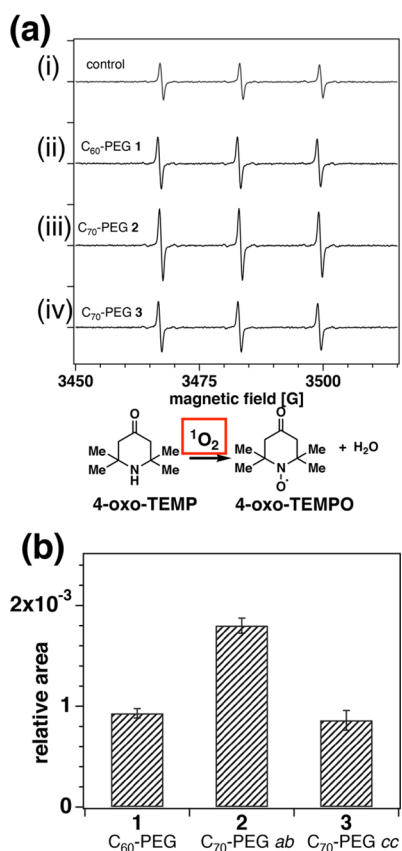 (a)
(i)
control
(ii)
C60-PEG 1
(iii)
C70-PEG 2
(iv)
C70-PEG 3
3450 3475 3500
magnetic field [G]
O O
Me Me ¹O₂ Me Me + H₂O
Me N Me Me N Me
H O·
4-oxo-TEMP 4-oxo-TEMPO
(b)
2x10⁻³
relative area
1
0
1 2 3
C60-PEG C70-PEG ab C70-PEG cc